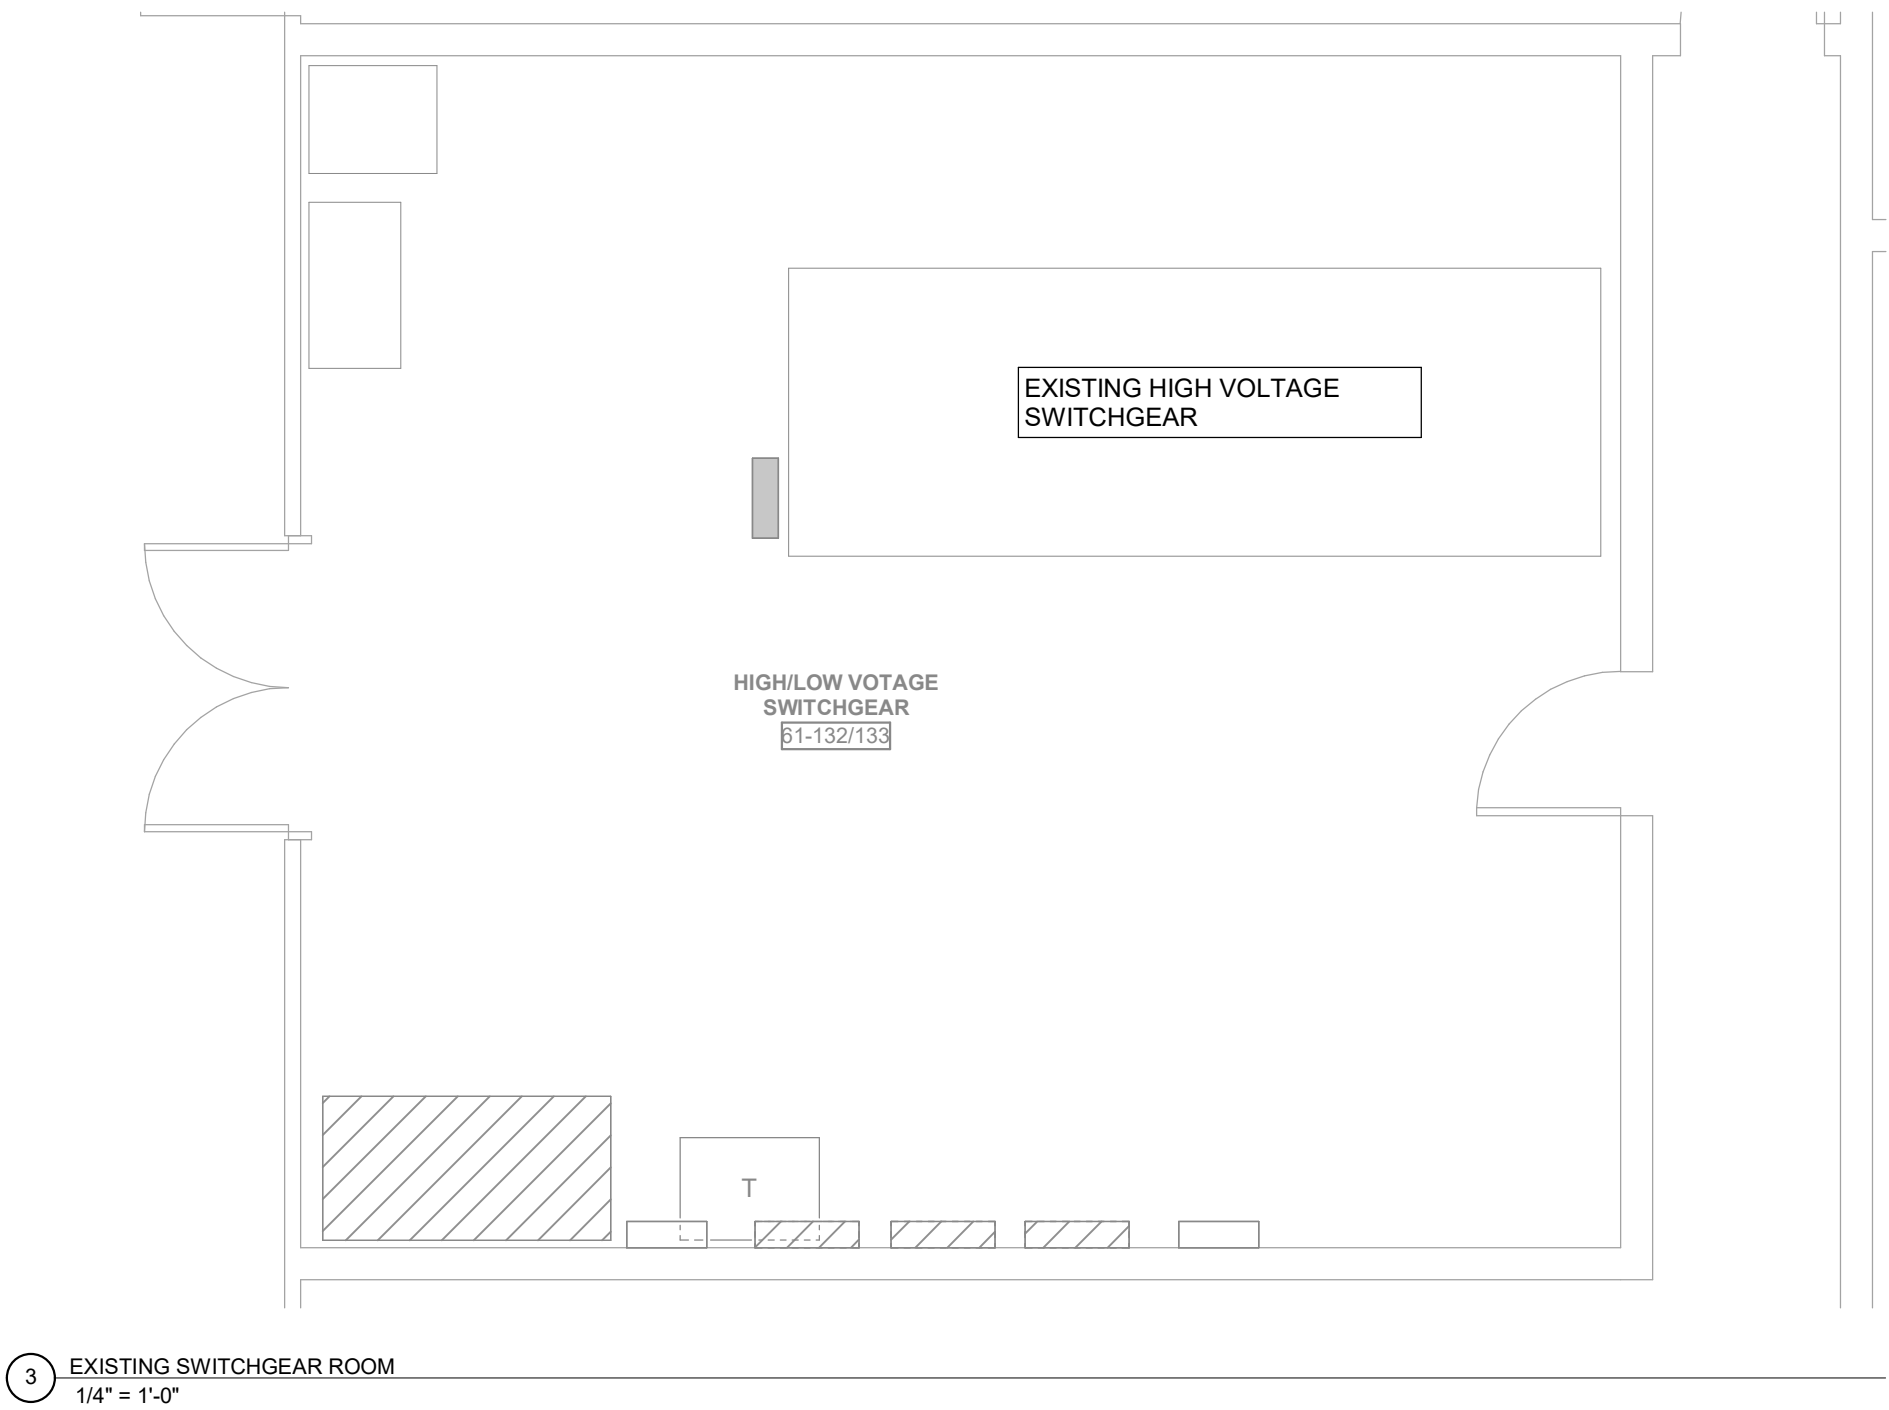 EXISTING HIGH VOLTAGE
SWITCHGEAR
HIGH/LOW VOTAGE
SWITCHGEAR
61-132/133
T
3
EXISTING SWITCHGEAR ROOM
1/4" = 1'-0"